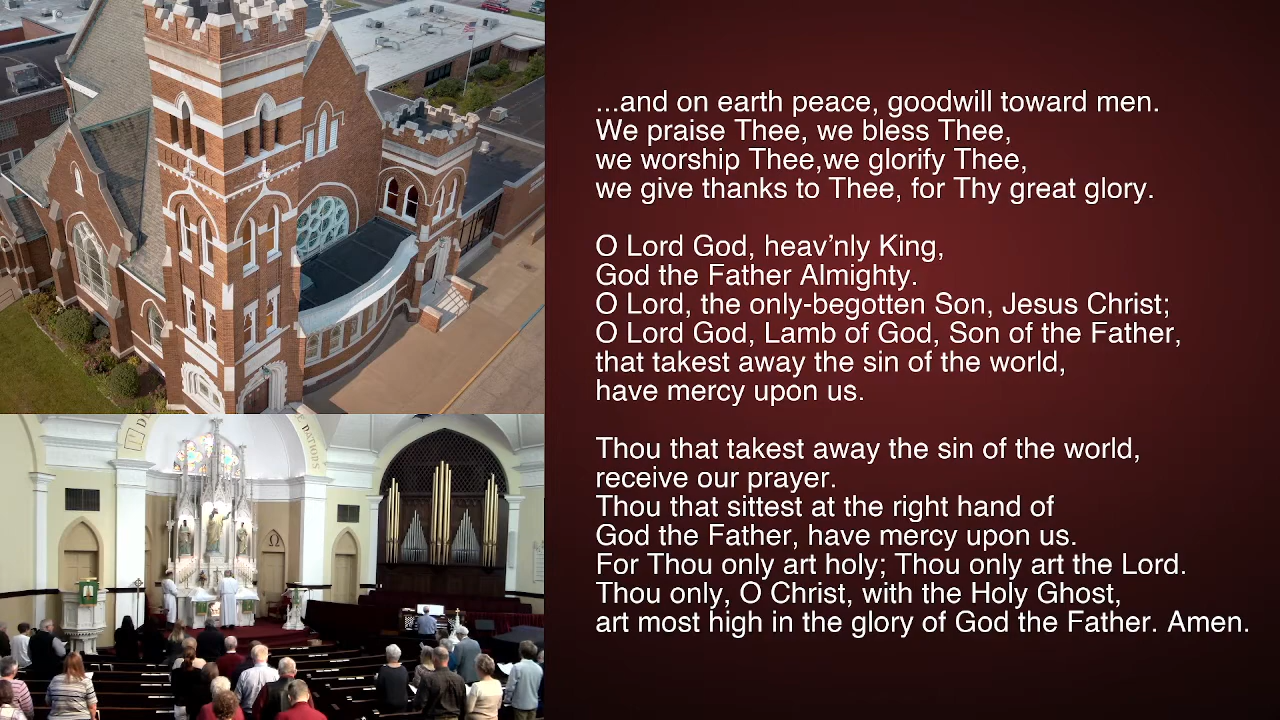 ...and on earth peace, goodwill toward men.
We praise Thee, we bless Thee,
we worship Thee,we glorify Thee,
we give thanks to Thee, for Thy great glory.
O Lord God, heav’nly King,
God the Father Almighty.
O Lord, the only-begotten Son, Jesus Christ;
O Lord God, Lamb of God, Son of the Father,
that takest away the sin of the world,
have mercy upon us.
Thou that takest away the sin of the world,
receive our prayer.
Thou that sittest at the right hand of
God the Father, have mercy upon us.
For Thou only art holy; Thou only art the Lord.
Thou only, O Christ, with the Holy Ghost,
art most high in the glory of God the Father. Amen.
Ω